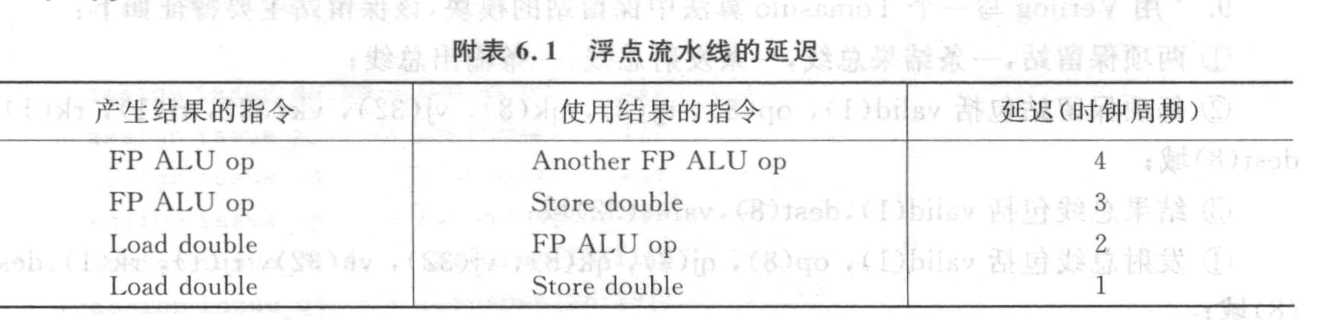 附表 6.1 浮点流水线的延迟
产生结果的指令 使用结果的指令 延迟(时钟周期)
FP ALU op Another FP ALU op 4
FP ALU op Store double 3
Load double FP ALU op 2
Load double Store double 1